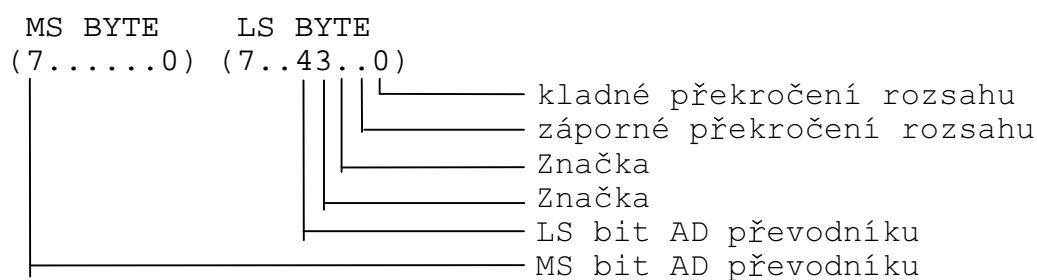 MS BYTE LS BYTE
(7......0) (7..43..0)
kladné překročení rozsahu
záporné překročení rozsahu
Značka
Značka
LS bit AD převodníku
MS bit AD převodníku